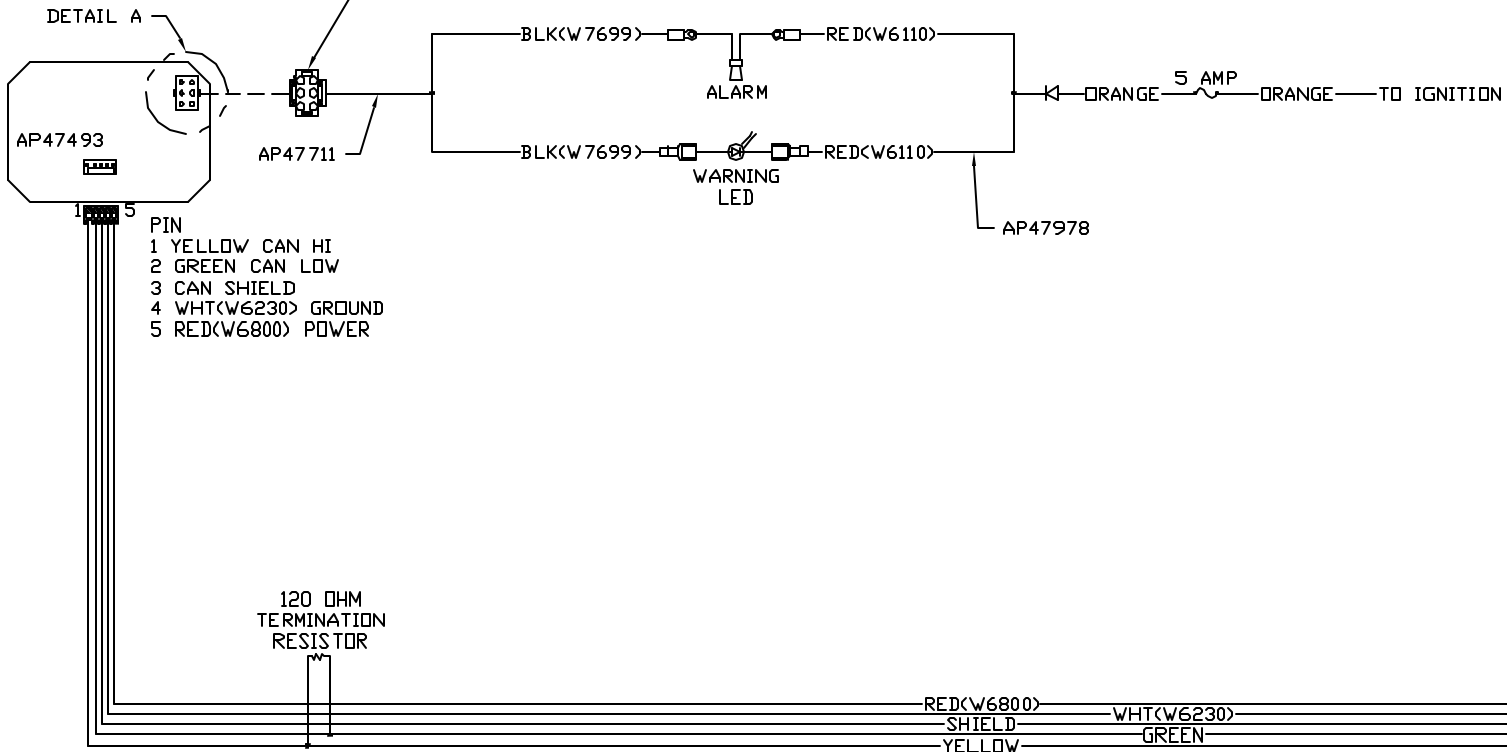 DETAIL A
BLK(W7699)
RED(W6110)
ALARM
ORANGE
5 AMP
ORANGE
TO IGNITION
AP47493
AP47711
BLK(W7699)
RED(W6110)
WARNING
LED
AP47978
1
5
PIN
1 YELLOW CAN HI
2 GREEN CAN LOW
3 CAN SHIELD
4 WHT(W6230) GROUND
5 RED(W6800) POWER
120 OHM
TERMINATION
RESISTOR
RED(W6800)
WHT(W6230)
SHIELD
GREEN
YELLOW